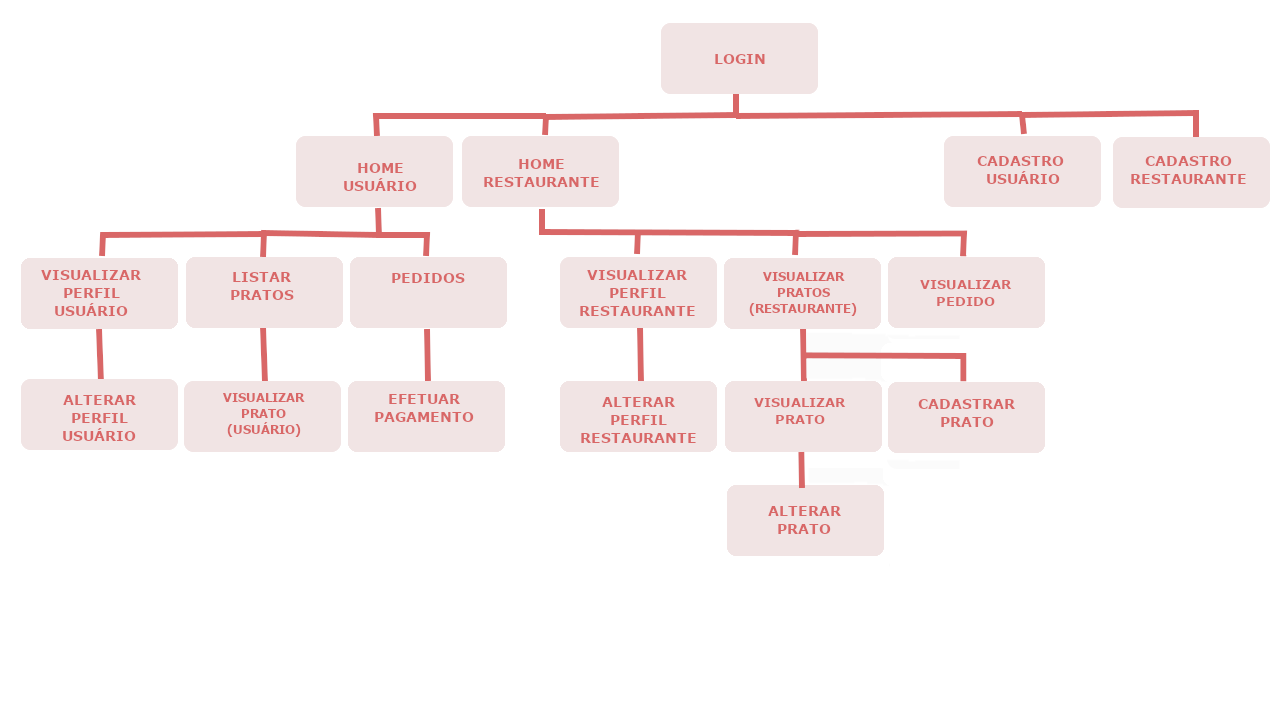 LOGIN
HOME
USUÁRIO
HOME
RESTAURANTE
CADASTRO
USUÁRIO
CADASTRO
RESTAURANTE
VISUALIZAR
PERFIL
USUÁRIO
LISTAR
PRATOS
PEDIDOS
VISUALIZAR
PERFIL
RESTAURANTE
VISUALIZAR
PRATOS
(RESTAURANTE)
VISUALIZAR
PEDIDO
ALTERAR
PERFIL
USUÁRIO
VISUALIZAR
PRATO
(USUÁRIO)
EFETUAR
PAGAMENTO
ALTERAR
PERFIL
RESTAURANTE
VISUALIZAR
PRATO
CADASTRAR
PRATO
ALTERAR
PRATO